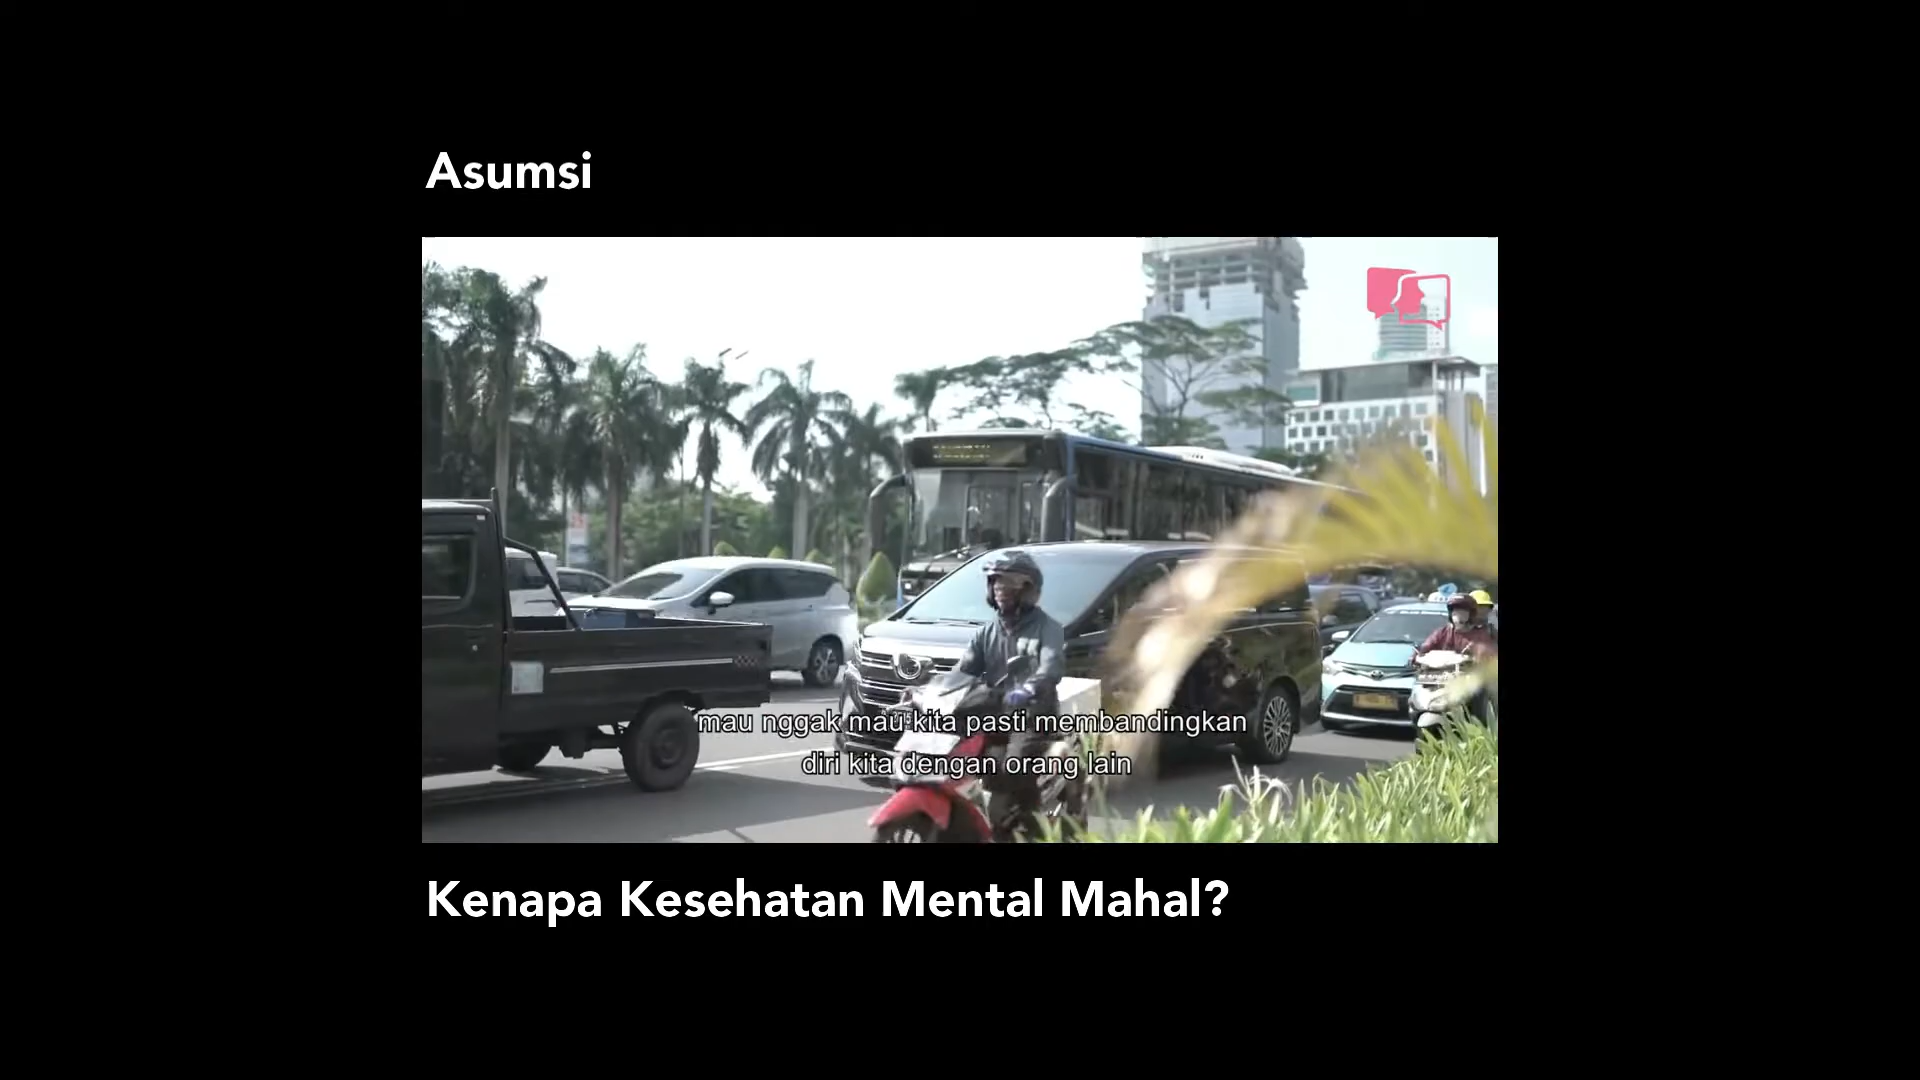 Asumsi
mau nggak mau kita pasti membandingkan
diri kita dengan orang lain
Kenapa Kesehatan Mental Mahal?